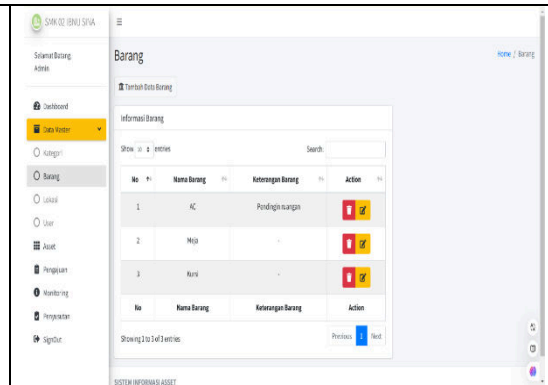 SMK 02 IBNU SINA
Selamat Datang
Admin
Dashboard
Data Master
Kategori
Barang
Lokasi
User
Asset
Pengajuan
Monitoring
Penyusutan
SignOut
Barang
Home / Barang
Tambah Data Barang
Informasi Barang
Show 10 entries
Search:
No Nama Barang Keterangan Barang Action
1 AC Pendingin ruangan
2 Meja -
3 Kursi -
No Nama Barang Keterangan Barang Action
Showing 1 to 3 of 3 entries
Previous 1 Next
SISTEM INFORMASI ASSET